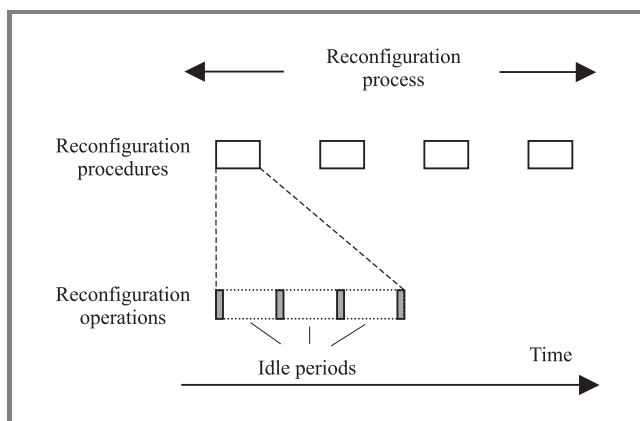 Reconfiguration
process
Reconfiguration
procedures
Reconfiguration
operations
Idle periods
Time